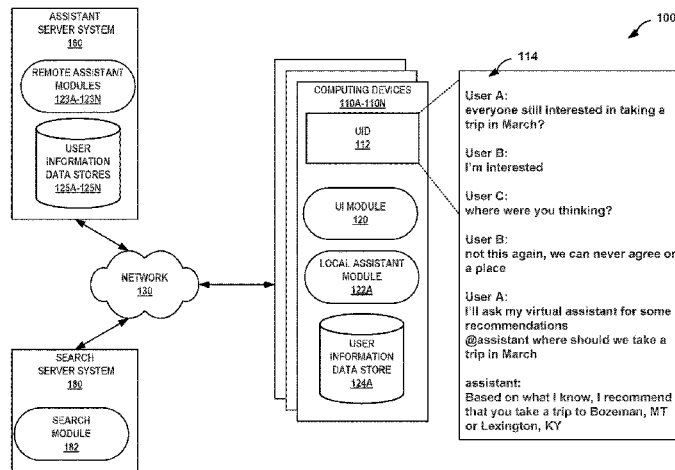 ASSISTANT
SERVER SYSTEM
160
REMOTE ASSISTANT
MODULES
123A-123N
USER
INFORMATION
DATA STORES
125A-125N
NETWORK
130
SEARCH
SERVER SYSTEM
180
SEARCH
MODULE
182
COMPUTING DEVICES
110A-110N
UID
112
UI MODULE
120
LOCAL ASSISTANT
MODULE
122A
USER
INFORMATION
DATA STORE
124A
100
114
User A:
everyone still interested in taking a
trip in March?
User B:
I'm interested
User C:
where were you thinking?
User B:
not this again, we can never agree on
a place
User A:
I'll ask my virtual assistant for some
recommendations
@assistant where should we take a
trip in March
assistant:
Based on what I know, I recommend
that you take a trip to Bozeman, MT
or Lexington, KY